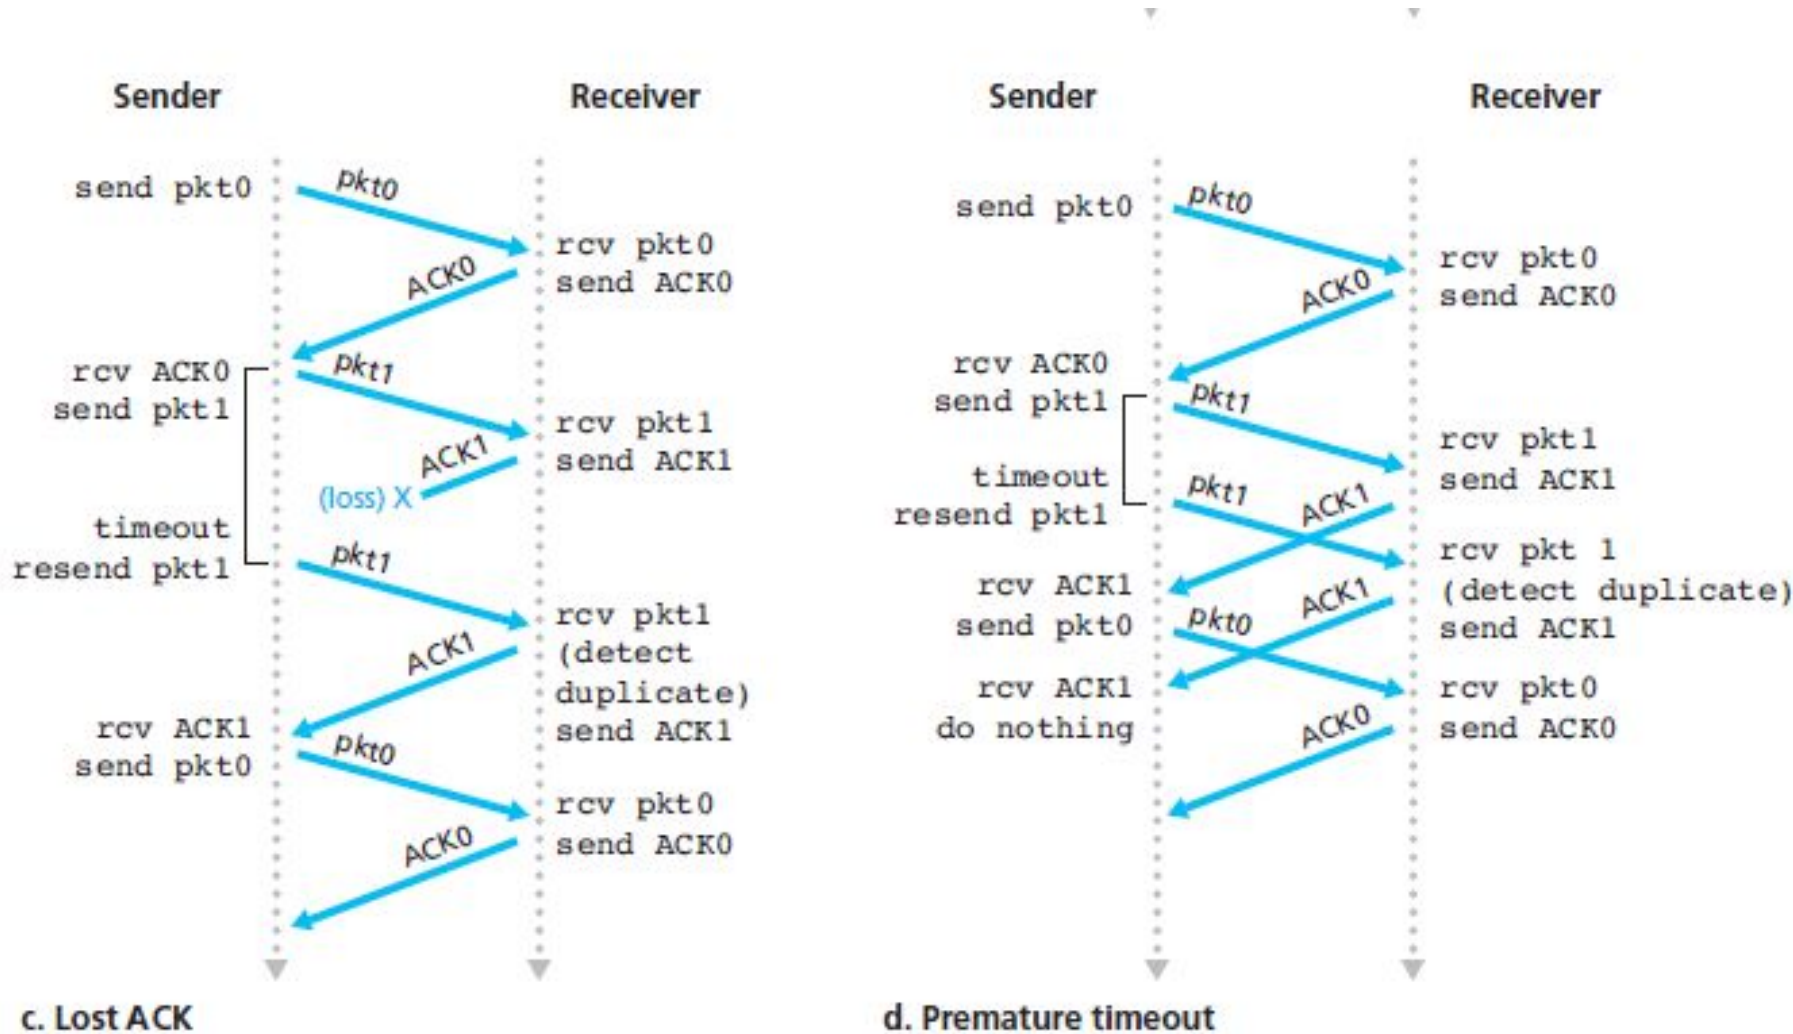 Sender
Receiver
send pkt0
pkt0
rcv pkt0
send ACK0
ACK0
rcv ACK0
send pkt1
pkt1
rcv pkt1
send ACK1
ACK1
(loss) X
timeout
resend pkt1
pkt1
rcv pkt1
(detect
duplicate)
send ACK1
ACK1
rcv ACK1
send pkt0
pkt0
rcv pkt0
send ACK0
ACK0
c. Lost ACK
Sender
Receiver
send pkt0
pkt0
rcv pkt0
send ACK0
ACK0
rcv ACK0
send pkt1
pkt1
rcv pkt1
send ACK1
ACK1
timeout
resend pkt1
pkt1
rcv pkt 1
(detect duplicate)
send ACK1
ACK1
rcv ACK1
send pkt0
pkt0
rcv ACK1
do nothing
rcv pkt0
send ACK0
ACK0
d. Premature timeout